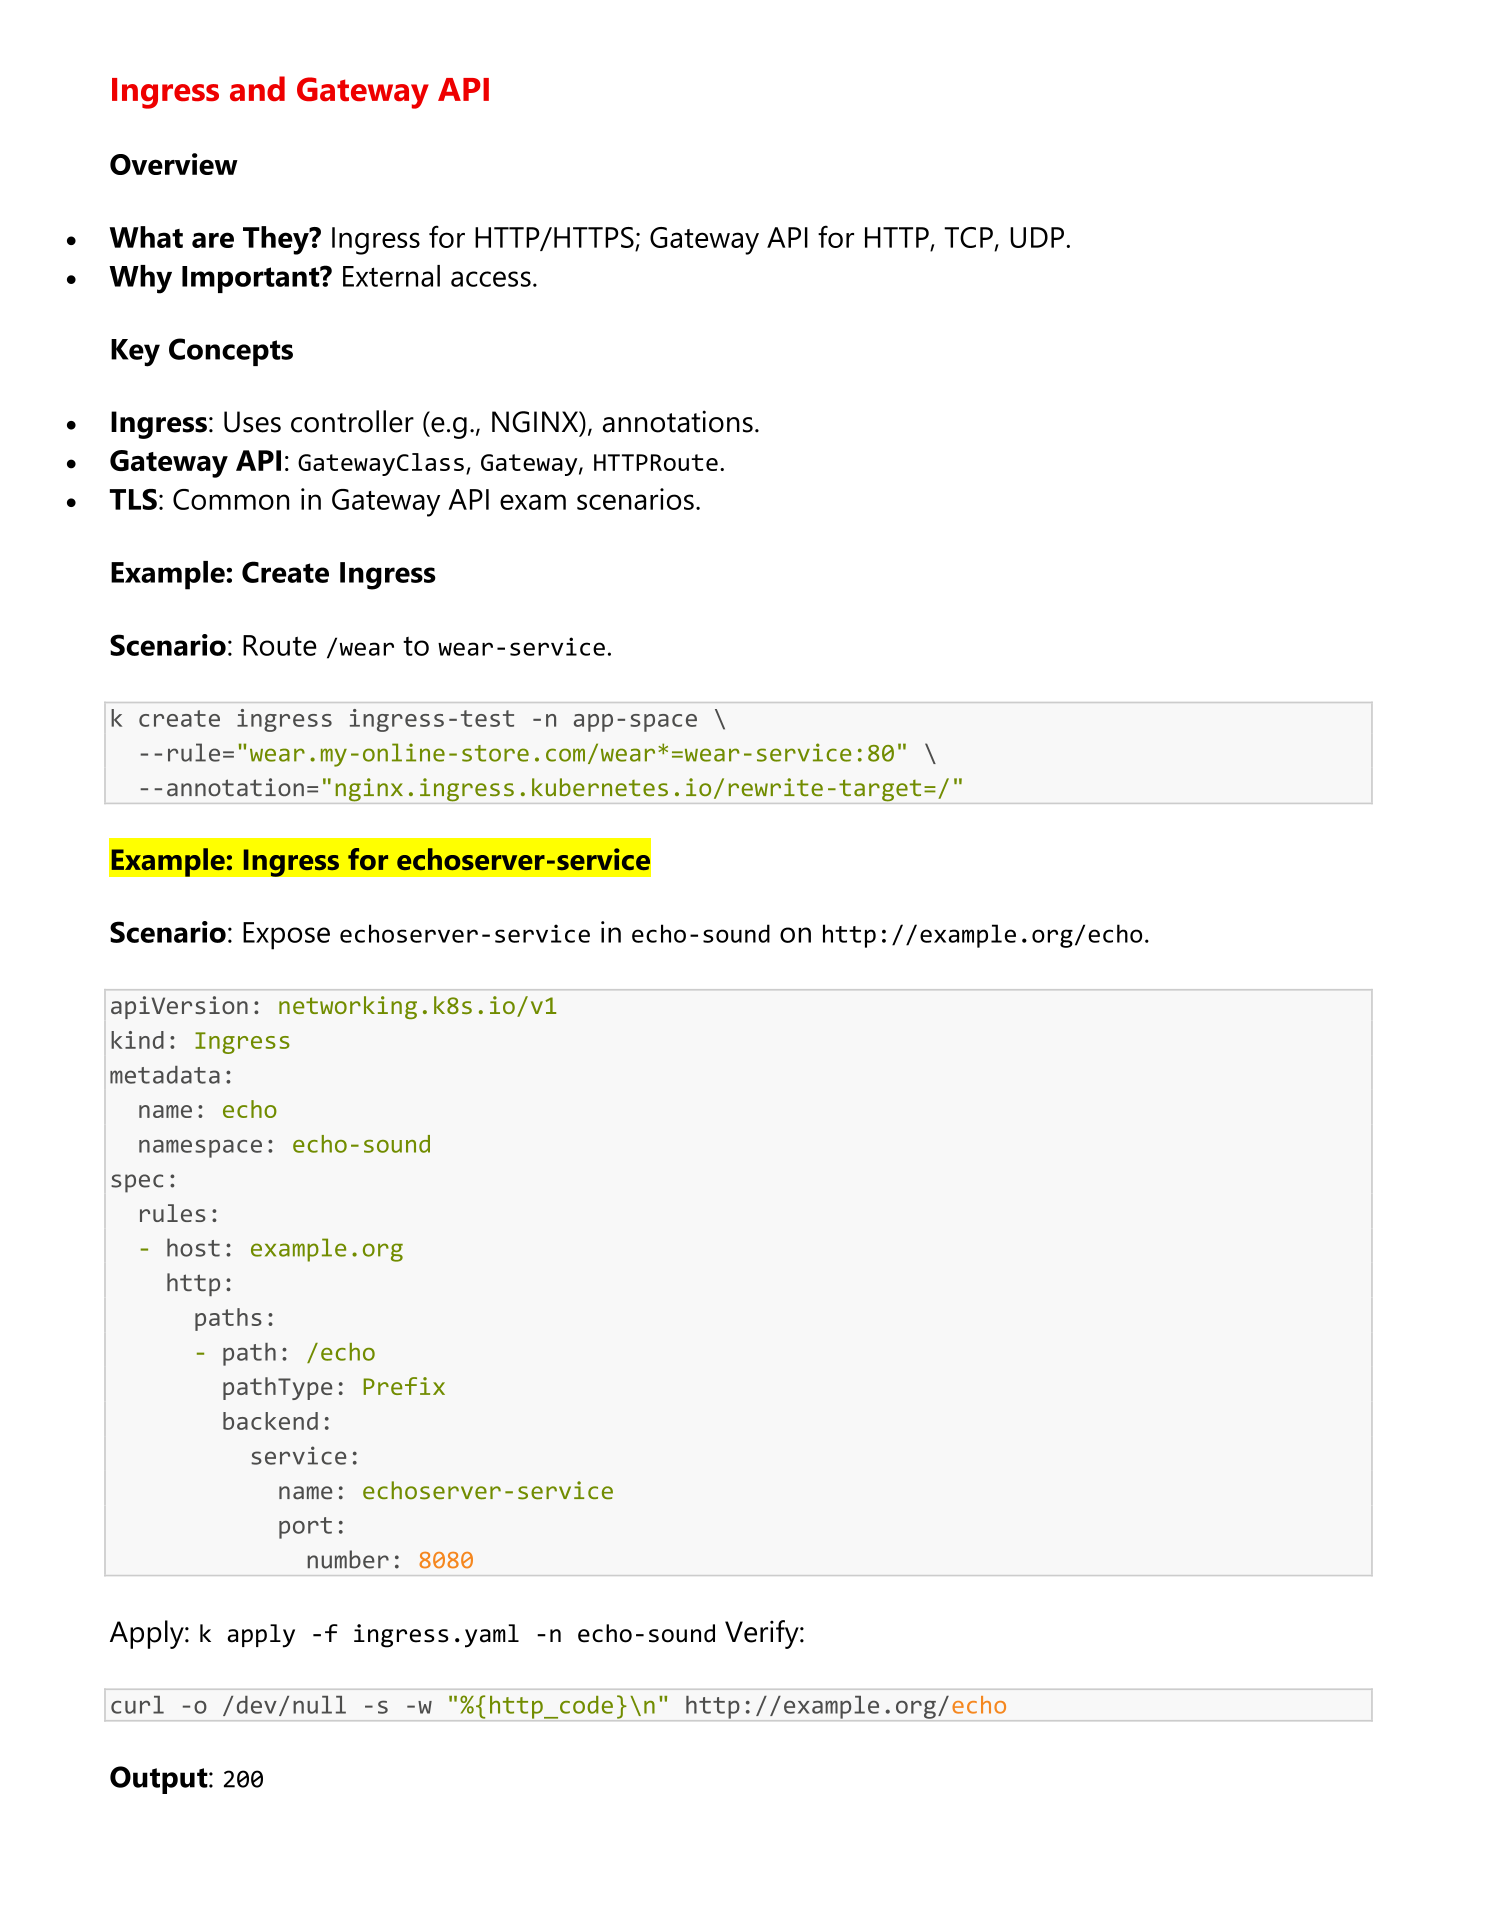 Ingress and Gateway API
Overview
• What are They? Ingress for HTTP/HTTPS; Gateway API for HTTP, TCP, UDP.
• Why Important? External access.
Key Concepts
• Ingress: Uses controller (e.g., NGINX), annotations.
• Gateway API: GatewayClass, Gateway, HTTPRoute.
• TLS: Common in Gateway API exam scenarios.
Example: Create Ingress
Scenario: Route /wear to wear-service.
k create ingress ingress-test -n app-space \
  --rule="wear.my-online-store.com/wear*=wear-service:80" \
  --annotation="nginx.ingress.kubernetes.io/rewrite-target=/"
Example: Ingress for echoserver-service
Scenario: Expose echoserver-service in echo-sound on http://example.org/echo.
apiVersion: networking.k8s.io/v1
kind: Ingress
metadata:
  name: echo
  namespace: echo-sound
spec:
  rules:
  - host: example.org
    http:
      paths:
      - path: /echo
        pathType: Prefix
        backend:
          service:
            name: echoserver-service
            port:
              number: 8080
Apply: k apply -f ingress.yaml -n echo-sound Verify:
curl -o /dev/null -s -w "%{http_code}\n" http://example.org/echo
Output: 200